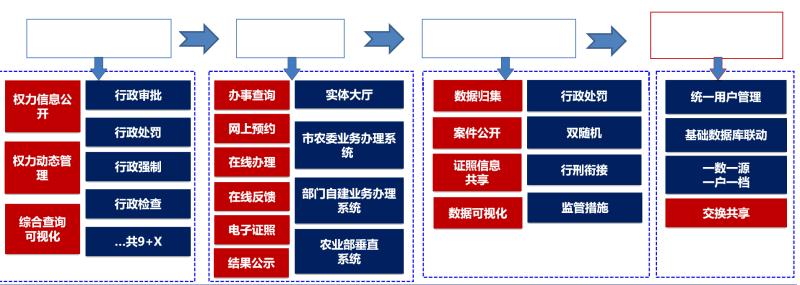 权力信息公
开
权力动态管
理
综合查询
可视化
行政审批
行政处罚
行政强制
行政检查
...共9+X
办事查询
网上预约
在线办理
在线反馈
电子证照
结果公示
实体大厅
市农委业务办理系
统
部门自建业务办理
系统
农业部垂直
系统
数据归集
案件公开
证照信息
共享
数据可视化
行政处罚
双随机
行刑衔接
监管措施
统一用户管理
基础数据库联动
一数一源
一户一档
交换共享